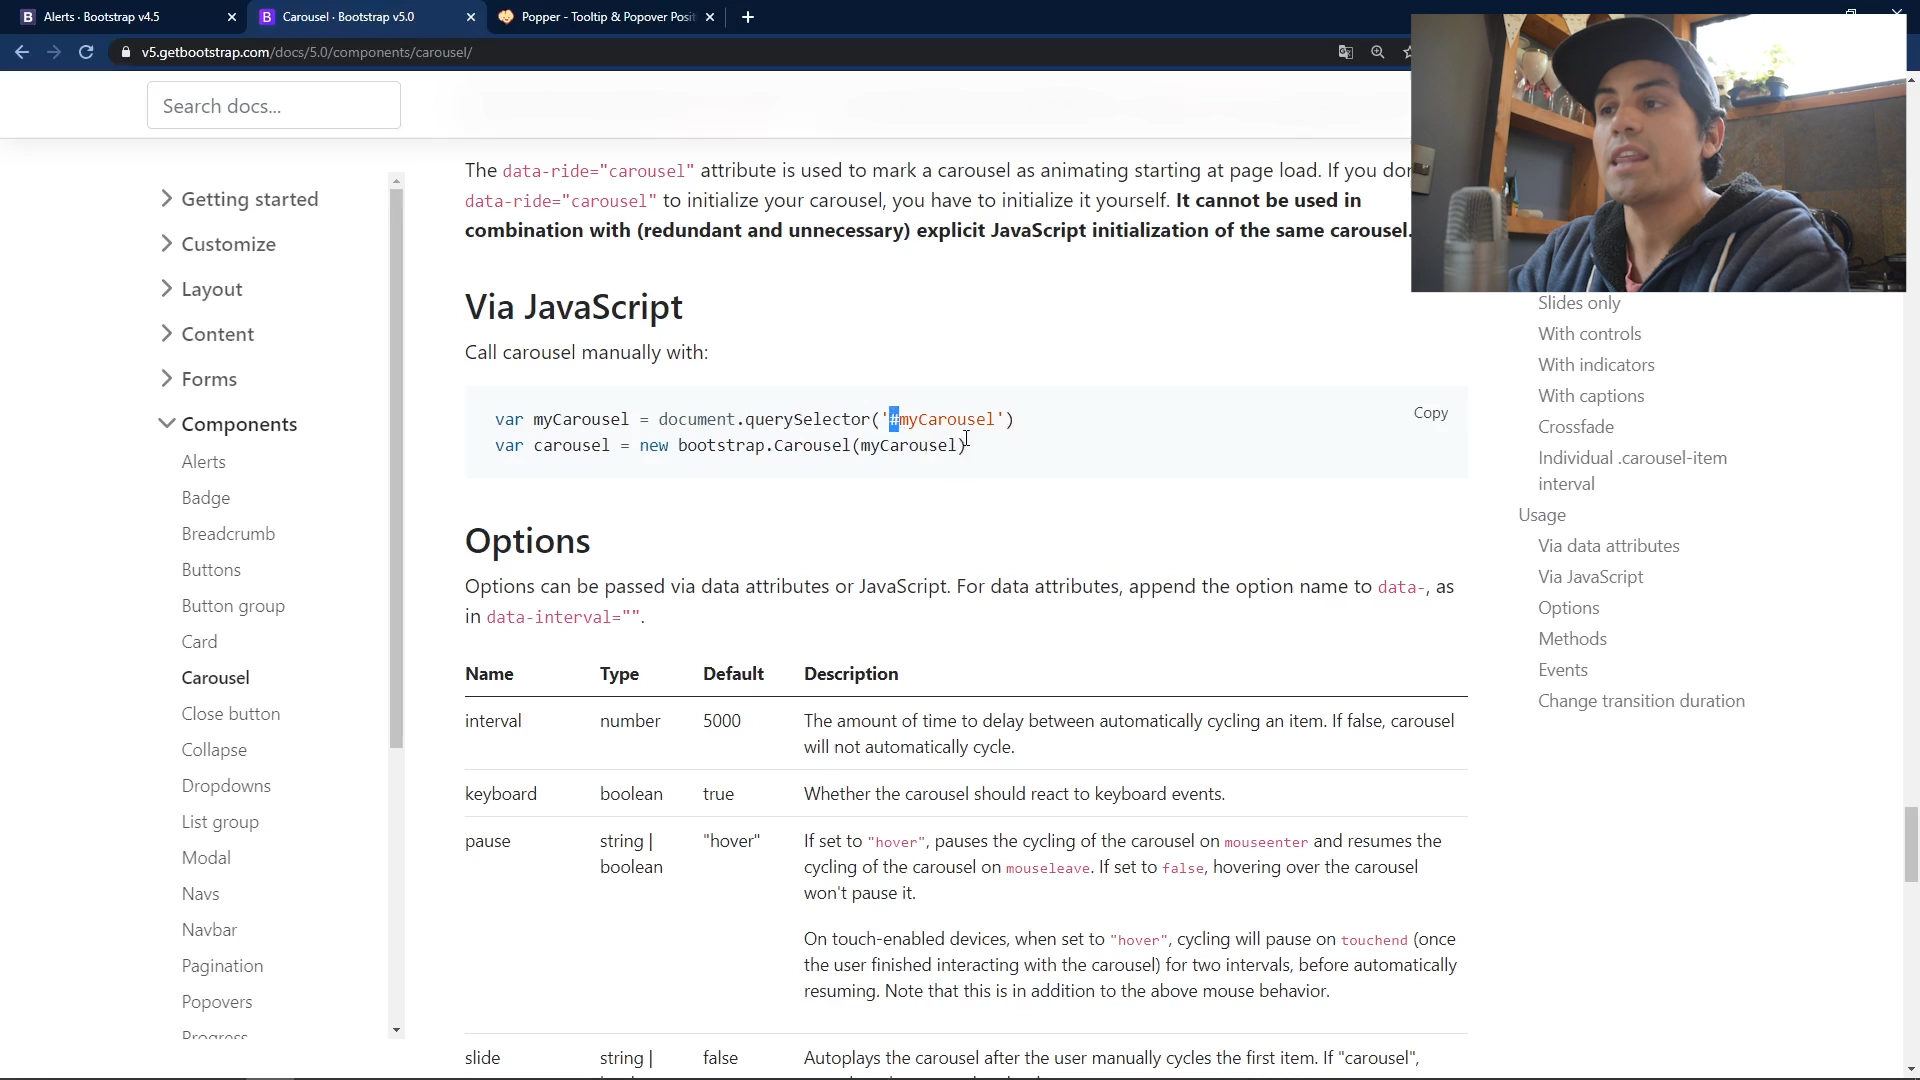 Alerts · Bootstrap v4.5
Carousel · Bootstrap v5.0
Popper - Tooltip & Popover Posit
v5.getbootstrap.com/docs/5.0/components/carousel/
Search docs...
Getting started
Customize
Layout
Content
Forms
Components
Alerts
Badge
Breadcrumb
Buttons
Button group
Card
Carousel
Close button
Collapse
Dropdowns
List group
Modal
Navs
Navbar
Pagination
Popovers
Progress
The data-ride="carousel" attribute is used to mark a carousel as animating starting at page load. If you don
data-ride="carousel" to initialize your carousel, you have to initialize it yourself. It cannot be used in
combination with (redundant and unnecessary) explicit JavaScript initialization of the same carousel.
Via JavaScript
Call carousel manually with:
var myCarousel = document.querySelector('#myCarousel')
var carousel = new bootstrap.Carousel(myCarousel)
Copy
Options
Options can be passed via data attributes or JavaScript. For data attributes, append the option name to data-, as
in data-interval="".
Name Type Default Description
interval number 5000 The amount of time to delay between automatically cycling an item. If false, carousel
will not automatically cycle.
keyboard boolean true Whether the carousel should react to keyboard events.
pause string | "hover" If set to "hover", pauses the cycling of the carousel on mouseenter and resumes the
boolean cycling of the carousel on mouseleave. If set to false, hovering over the carousel
won't pause it.
On touch-enabled devices, when set to "hover", cycling will pause on touchend (once
the user finished interacting with the carousel) for two intervals, before automatically
resuming. Note that this is in addition to the above mouse behavior.
slide string | false Autoplays the carousel after the user manually cycles the first item. If "carousel",
Slides only
With controls
With indicators
With captions
Crossfade
Individual .carousel-item
interval
Usage
Via data attributes
Via JavaScript
Options
Methods
Events
Change transition duration